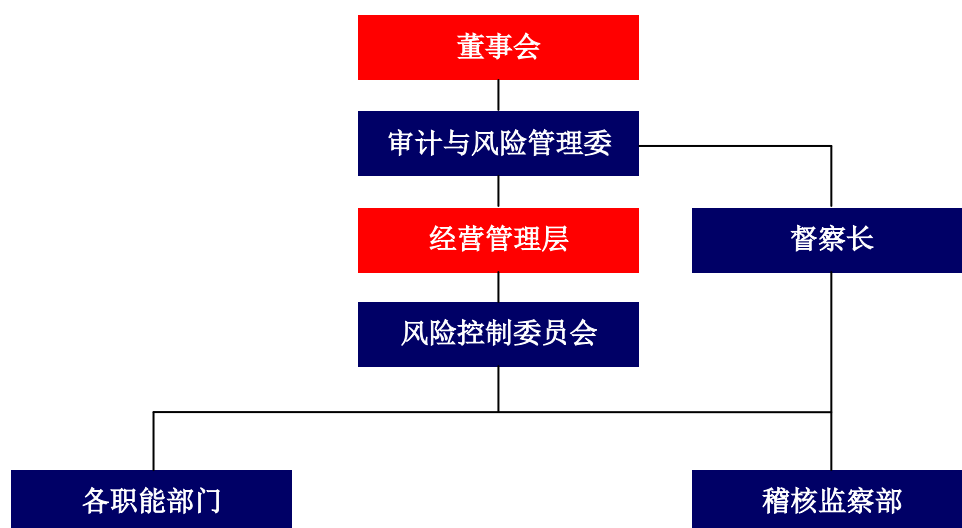 董事会
审计与风险管理委
经营管理层
督察长
风险控制委员会
各职能部门
稽核监察部